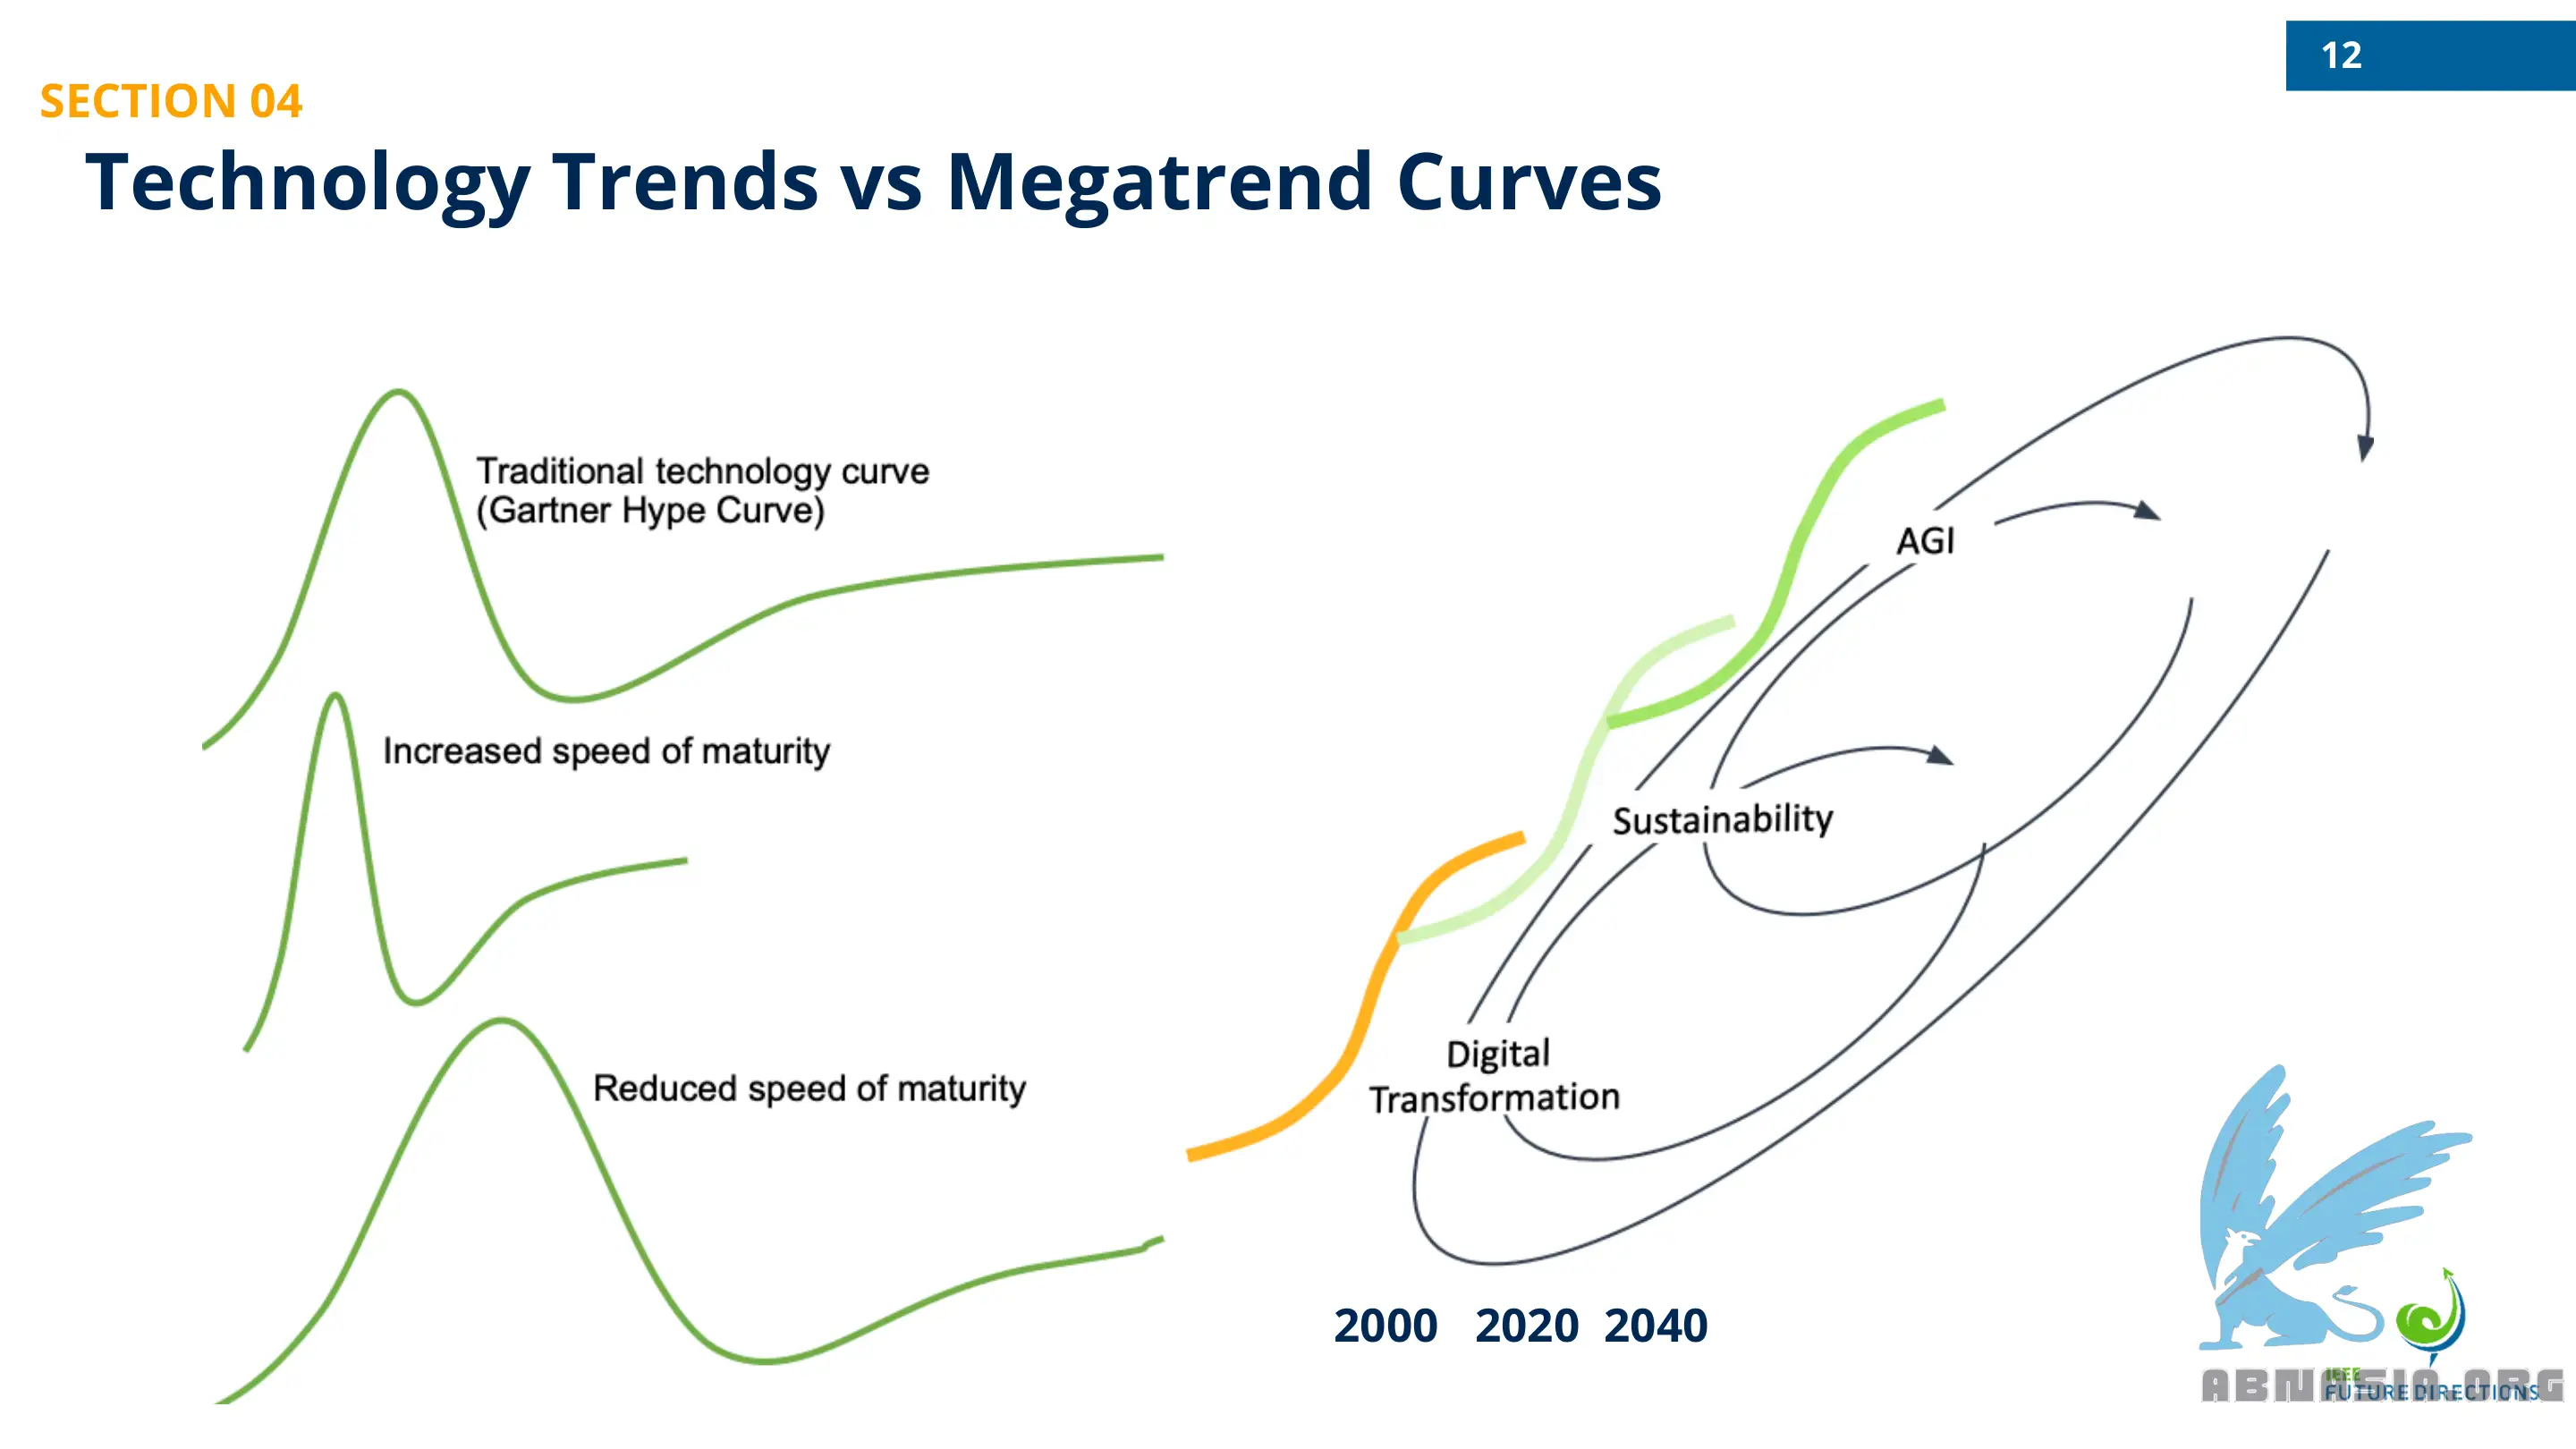 12
SECTION 04
Technology Trends vs Megatrend Curves
Traditional technology curve
(Gartner Hype Curve)
Increased speed of maturity
Reduced speed of maturity
AGI
Sustainability
Digital
Transformation
2000 2020 2040
IEEE
FUTURE DIRECTIONS
ABNASIA.ORG